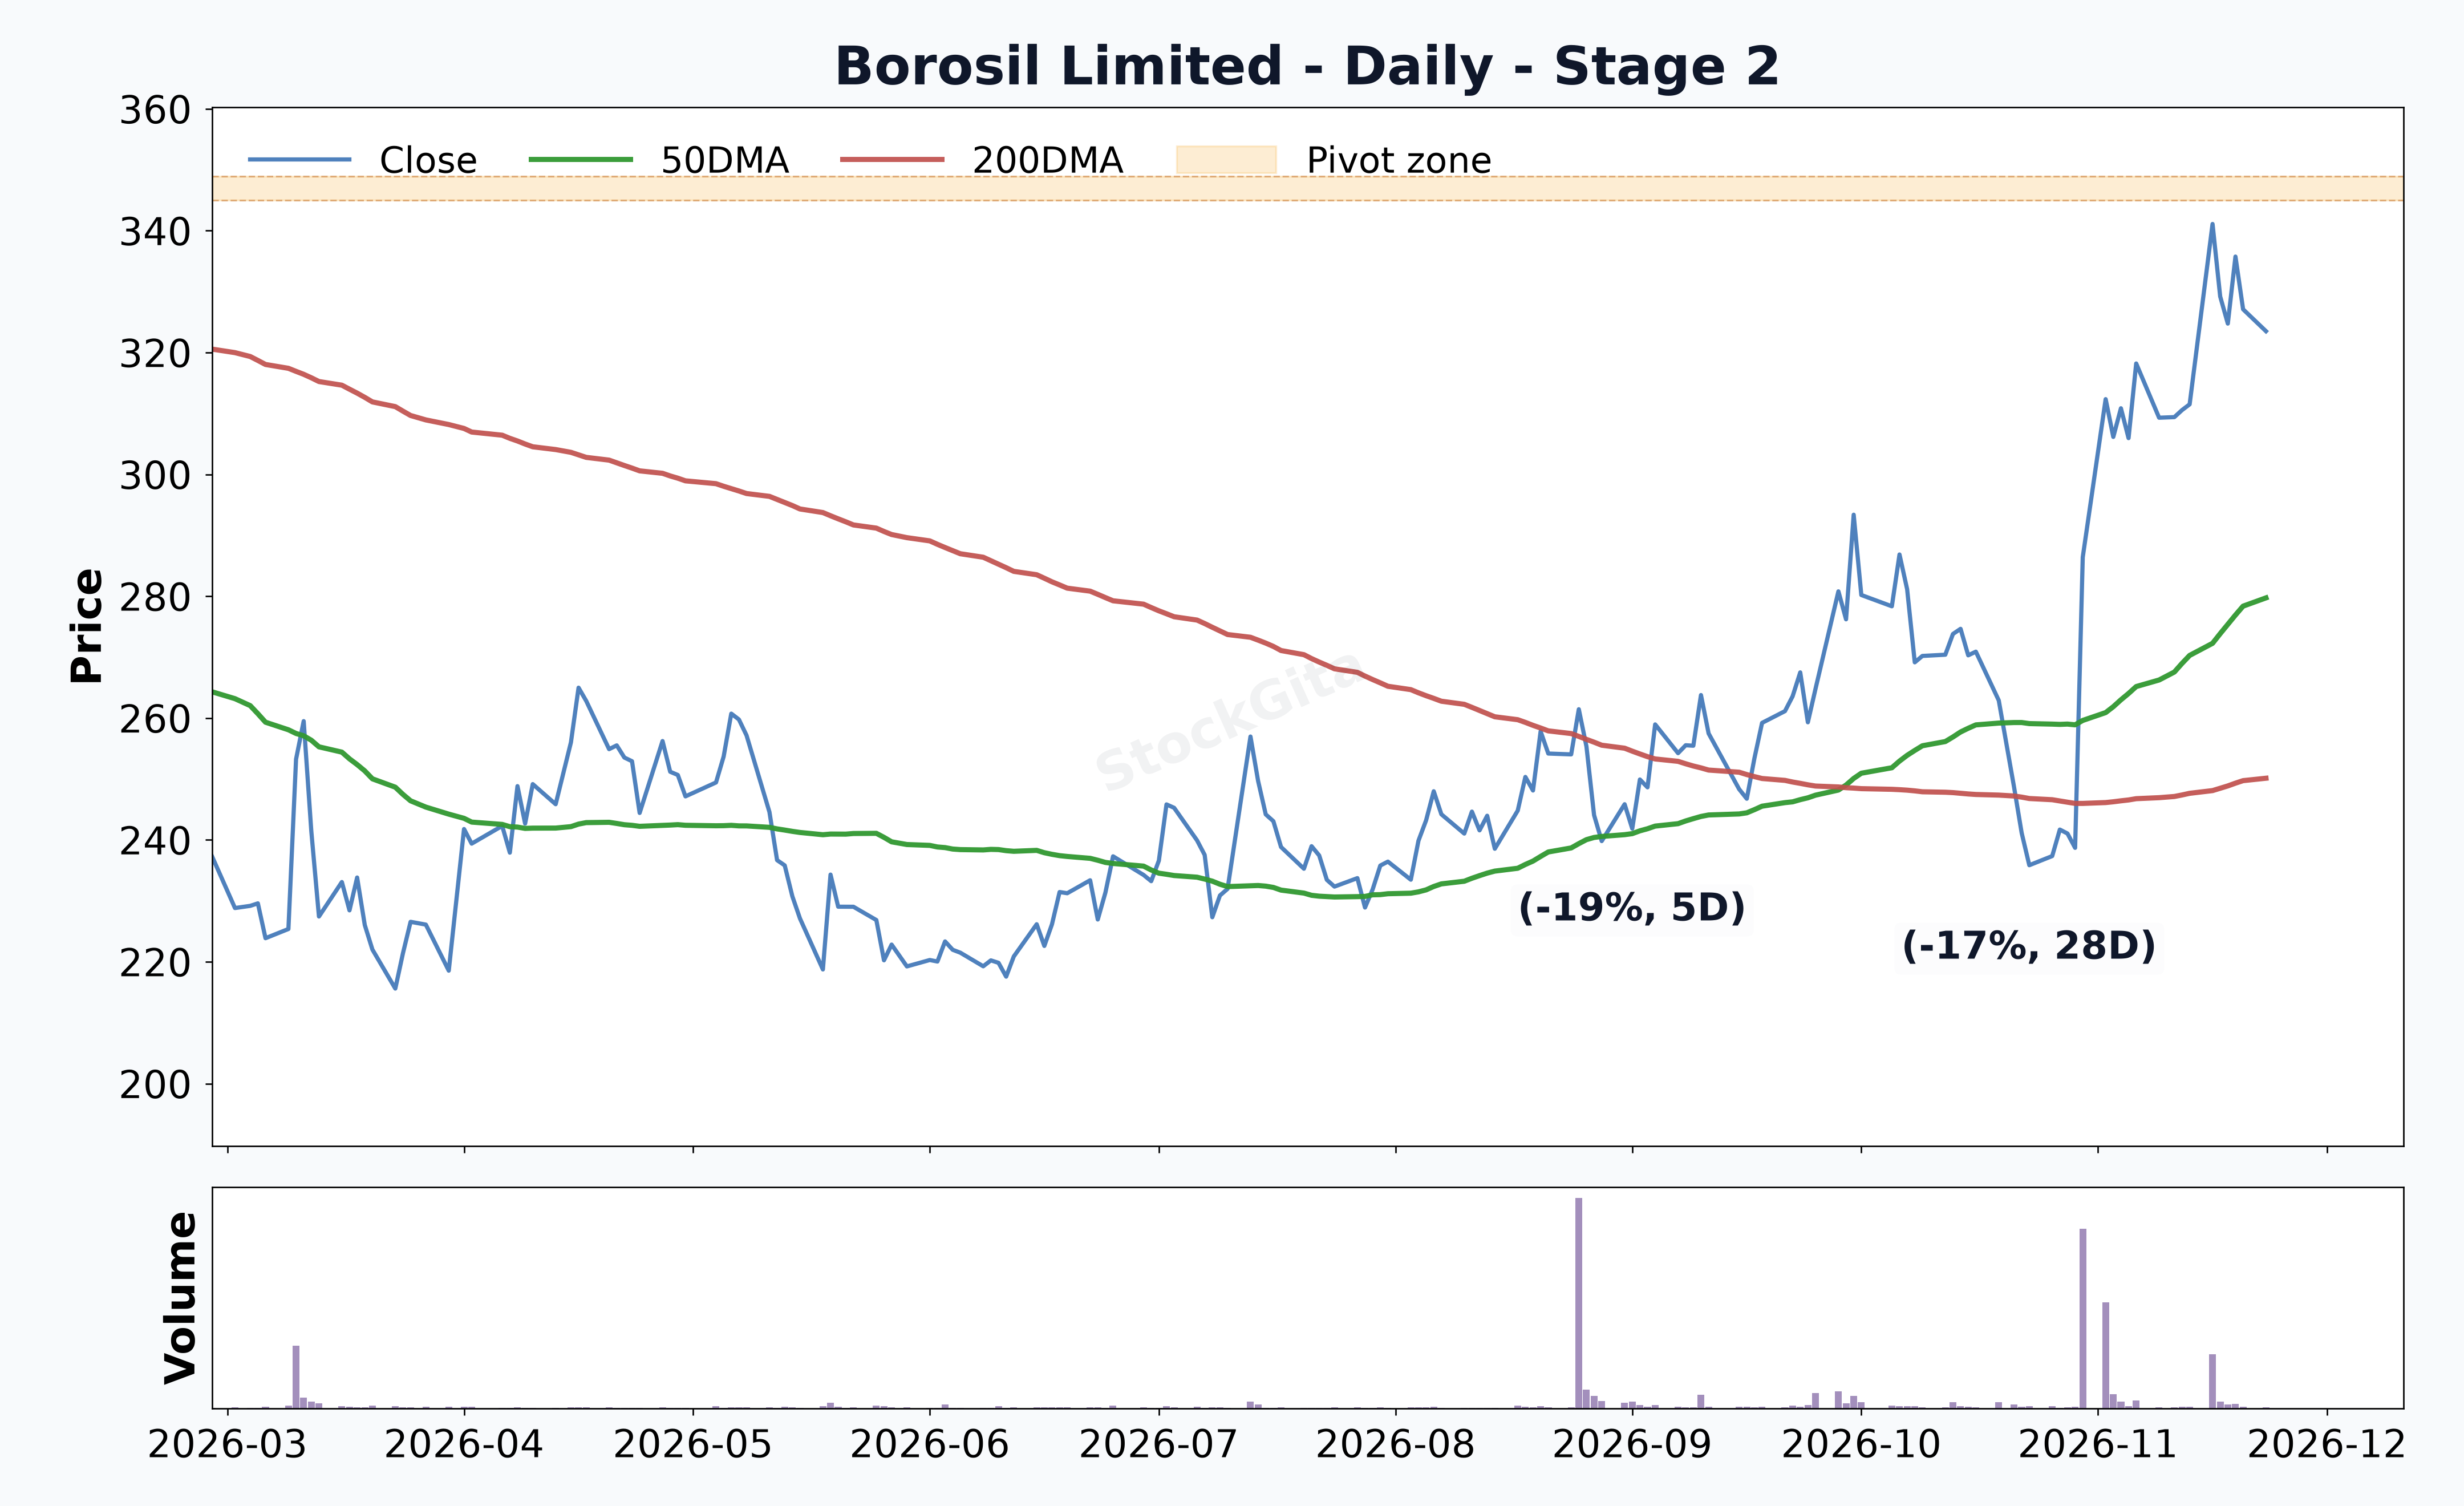 Borosil Limited - Daily - Stage 2
Close 50DMA 200DMA Pivot zone
360
340
320
300
280
260
240
220
200
Price
StockGita
(-19%, 5D)
(-17%, 28D)
Volume
2026-03 2026-04 2026-05 2026-06 2026-07 2026-08 2026-09 2026-10 2026-11 2026-12